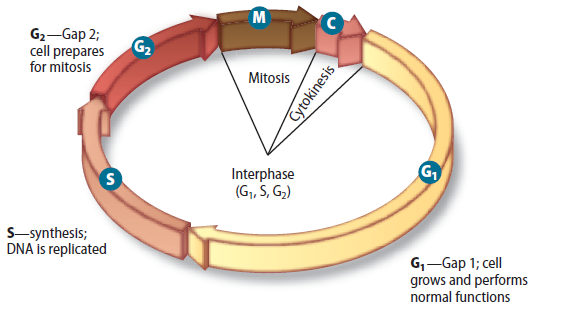 G₂—Gap 2;
cell prepares
for mitosis
G₂
M
C
Mitosis
Cytokinesis
S
G₁
Interphase
(G₁, S, G₂)
S—synthesis;
DNA is replicated
G₁—Gap 1; cell
grows and performs
normal functions